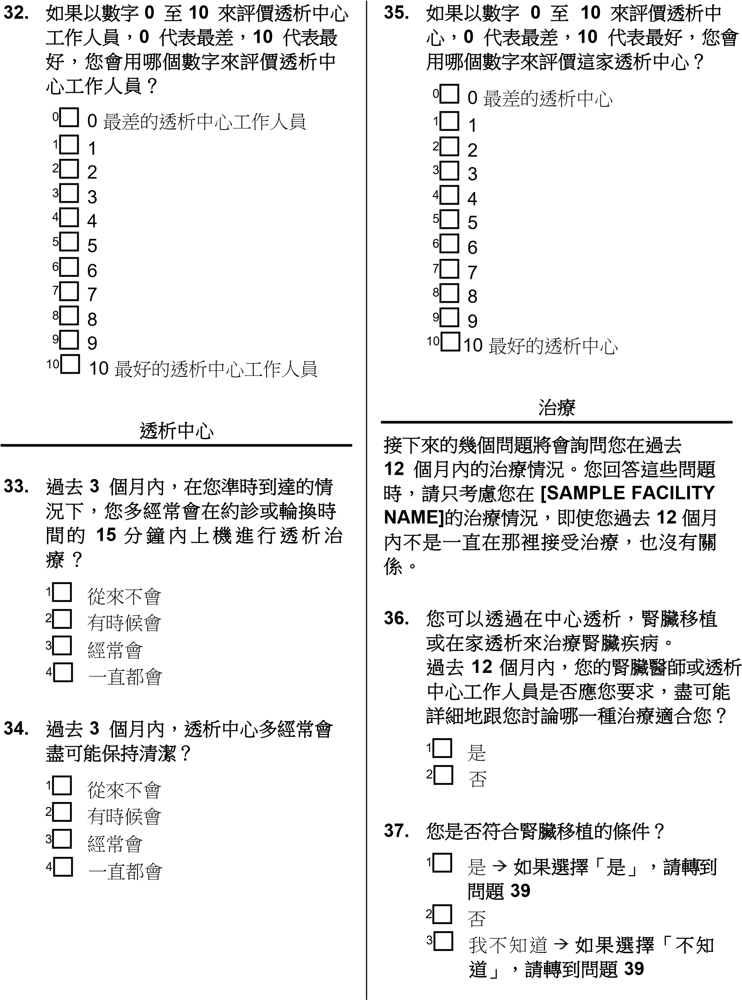 32. 如果以數字 0 至 10 來評價透析中心
工作人員，0 代表最差，10 代表最
好，您會用哪個數字來評價透析中
心工作人員？
0 0 最差的透析中心工作人員
1 1
2 2
3 3
4 4
5 5
6 6
7 7
8 8
9 9
10 10 最好的透析中心工作人員
透析中心
33. 過去 3 個月內，在您準時到達的情
況下，您多經常會在約診或輪換時
間的 15 分鐘內上機進行透析治
療？
1 從來不會
2 有時候會
3 經常會
4 一直都會
34. 過去 3 個月內，透析中心多經常會
盡可能保持清潔？
1 從來不會
2 有時候會
3 經常會
4 一直都會
35. 如果以數字 0 至 10 來評價透析中
心，0 代表最差，10 代表最好，您會
用哪個數字來評價這家透析中心？
0 0 最差的透析中心
1 1
2 2
3 3
4 4
5 5
6 6
7 7
8 8
9 9
10 10 最好的透析中心
治療
接下來的幾個問題將會詢問您在過去
12 個月內的治療情況。您回答這些問題
時，請只考慮您在 [SAMPLE FACILITY
NAME]的治療情況，即使您過去 12 個月
內不是一直在那裡接受治療，也沒有關
係。
36. 您可以透過在中心透析，腎臟移植
或在家透析來治療腎臟疾病。
過去 12 個月內，您的腎臟醫師或透析
中心工作人員是否應您要求，盡可能
詳細地跟您討論哪一種治療適合您？
1 是
2 否
37. 您是否符合腎臟移植的條件？
1 是 → 如果選擇「是」，請轉到
問題 39
2 否
3 我不知道 → 如果選擇「不知
道」，請轉到問題 39